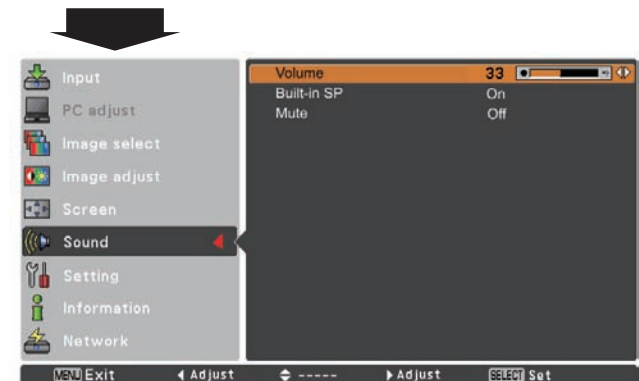 Input
PC adjust
Image select
Image adjust
Screen
Sound
Setting
Information
Network
Volume 33
Built-in SP On
Mute Off
MENU Exit ◀ Adjust ◆ ----- ▶ Adjust SELECT Set